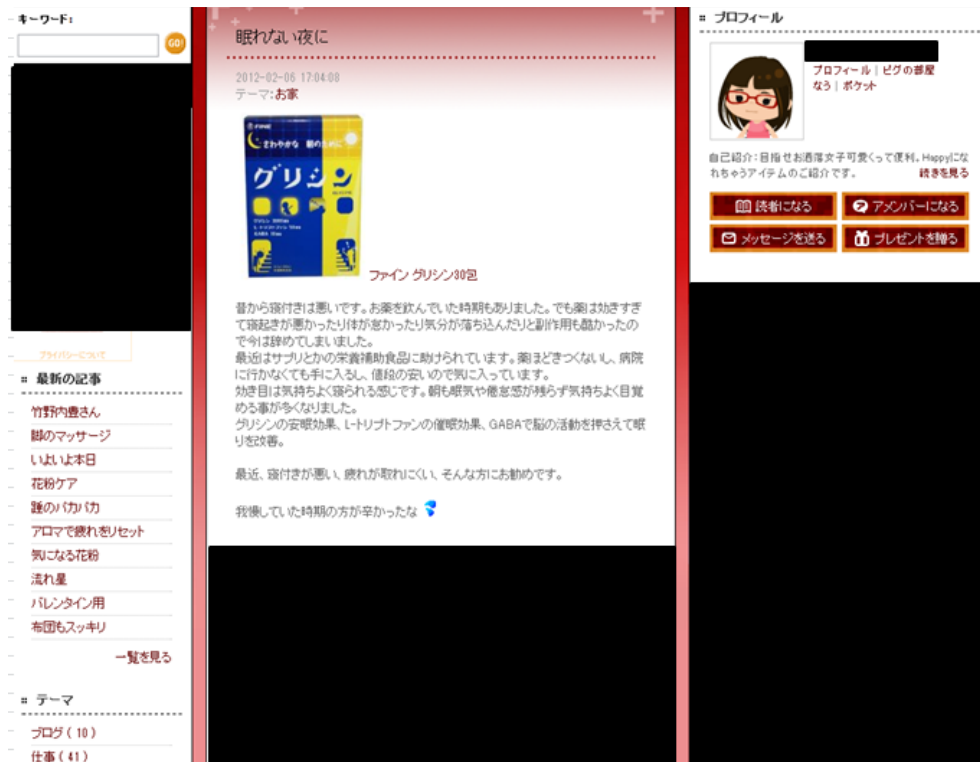 キーワード:
GO!
プライバシーについて
最新の記事
竹野内豊さん
脚のマッサージ
いよいよ本日
花粉ケア
踵のパカパカ
アロマで疲れをリセット
気になる花粉
流れ星
バレンタイン用
布団もスッキリ
一覧を見る
テーマ
ブログ ( 10 )
仕事 ( 41 )
眠れない夜に
2012-02-06 17:04:08
テーマ:お家
FINE
さわやかな 眠のために
グリシン
ファイン グリシン30包
昔から寝付きは悪いです。お薬を飲んでいた時期もありました。でも薬は効きすぎ
て寝起きが悪かったり体が怠かったり気分が落ち込んだりと副作用も酷かったの
で今は辞めてしまいました。
最近はサプリとかの栄養補助食品に助けられています。薬ほどきつくないし、病院
に行かなくても手に入るし、値段の安いので気に入っています。
効き目は気持ちよく寝られる感じです。朝も眠気や倦怠感が残らず気持ちよく目覚
める事が多くなりました。
グリシンの安眠効果、L-トリプトファンの催眠効果、GABAで脳の活動を押さえて眠
りを改善。
最近、寝付きが悪い、疲れが取れにくい、そんな方にお勧めです。
我慢していた時期の方が辛かったな
プロフィール
プロフィール | ピグの部屋
なう | ポケット
自己紹介:目指せお洒落女子可愛くって便利。Happyにな
れちゃうアイテムのご紹介です。 続きを見る
読者になる
アメンバーになる
メッセージを送る
プレゼントを贈る